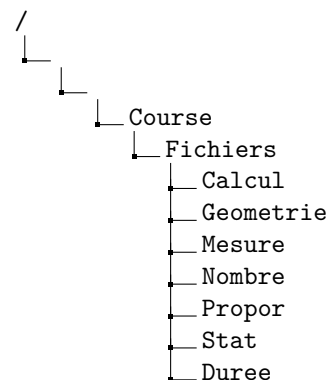 /
Course
Fichiers
Calcul
Geometrie
Mesure
Nombre
Propor
Stat
Duree